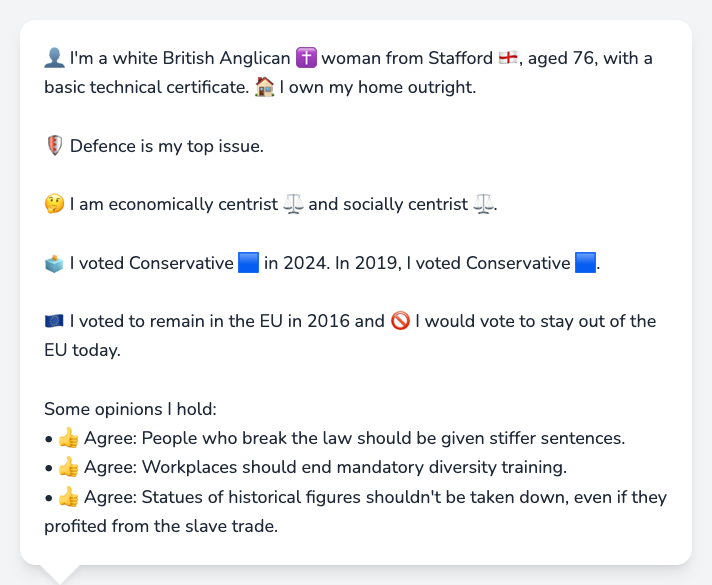 👤 I'm a white British Anglican ✝️ woman from Stafford 🏴󠁧󠁢󠁥󠁮󠁧󠁿, aged 76, with a
basic technical certificate. 🏠 I own my home outright.
🛡️ Defence is my top issue.
🤔 I am economically centrist ⚖️ and socially centrist ⚖️.
🗳️ I voted Conservative 🟦 in 2024. In 2019, I voted Conservative 🟦.
🇪🇺 I voted to remain in the EU in 2016 and 🚫 I would vote to stay out of the
EU today.
Some opinions I hold:
• 👍 Agree: People who break the law should be given stiffer sentences.
• 👍 Agree: Workplaces should end mandatory diversity training.
• 👍 Agree: Statues of historical figures shouldn't be taken down, even if they
profited from the slave trade.